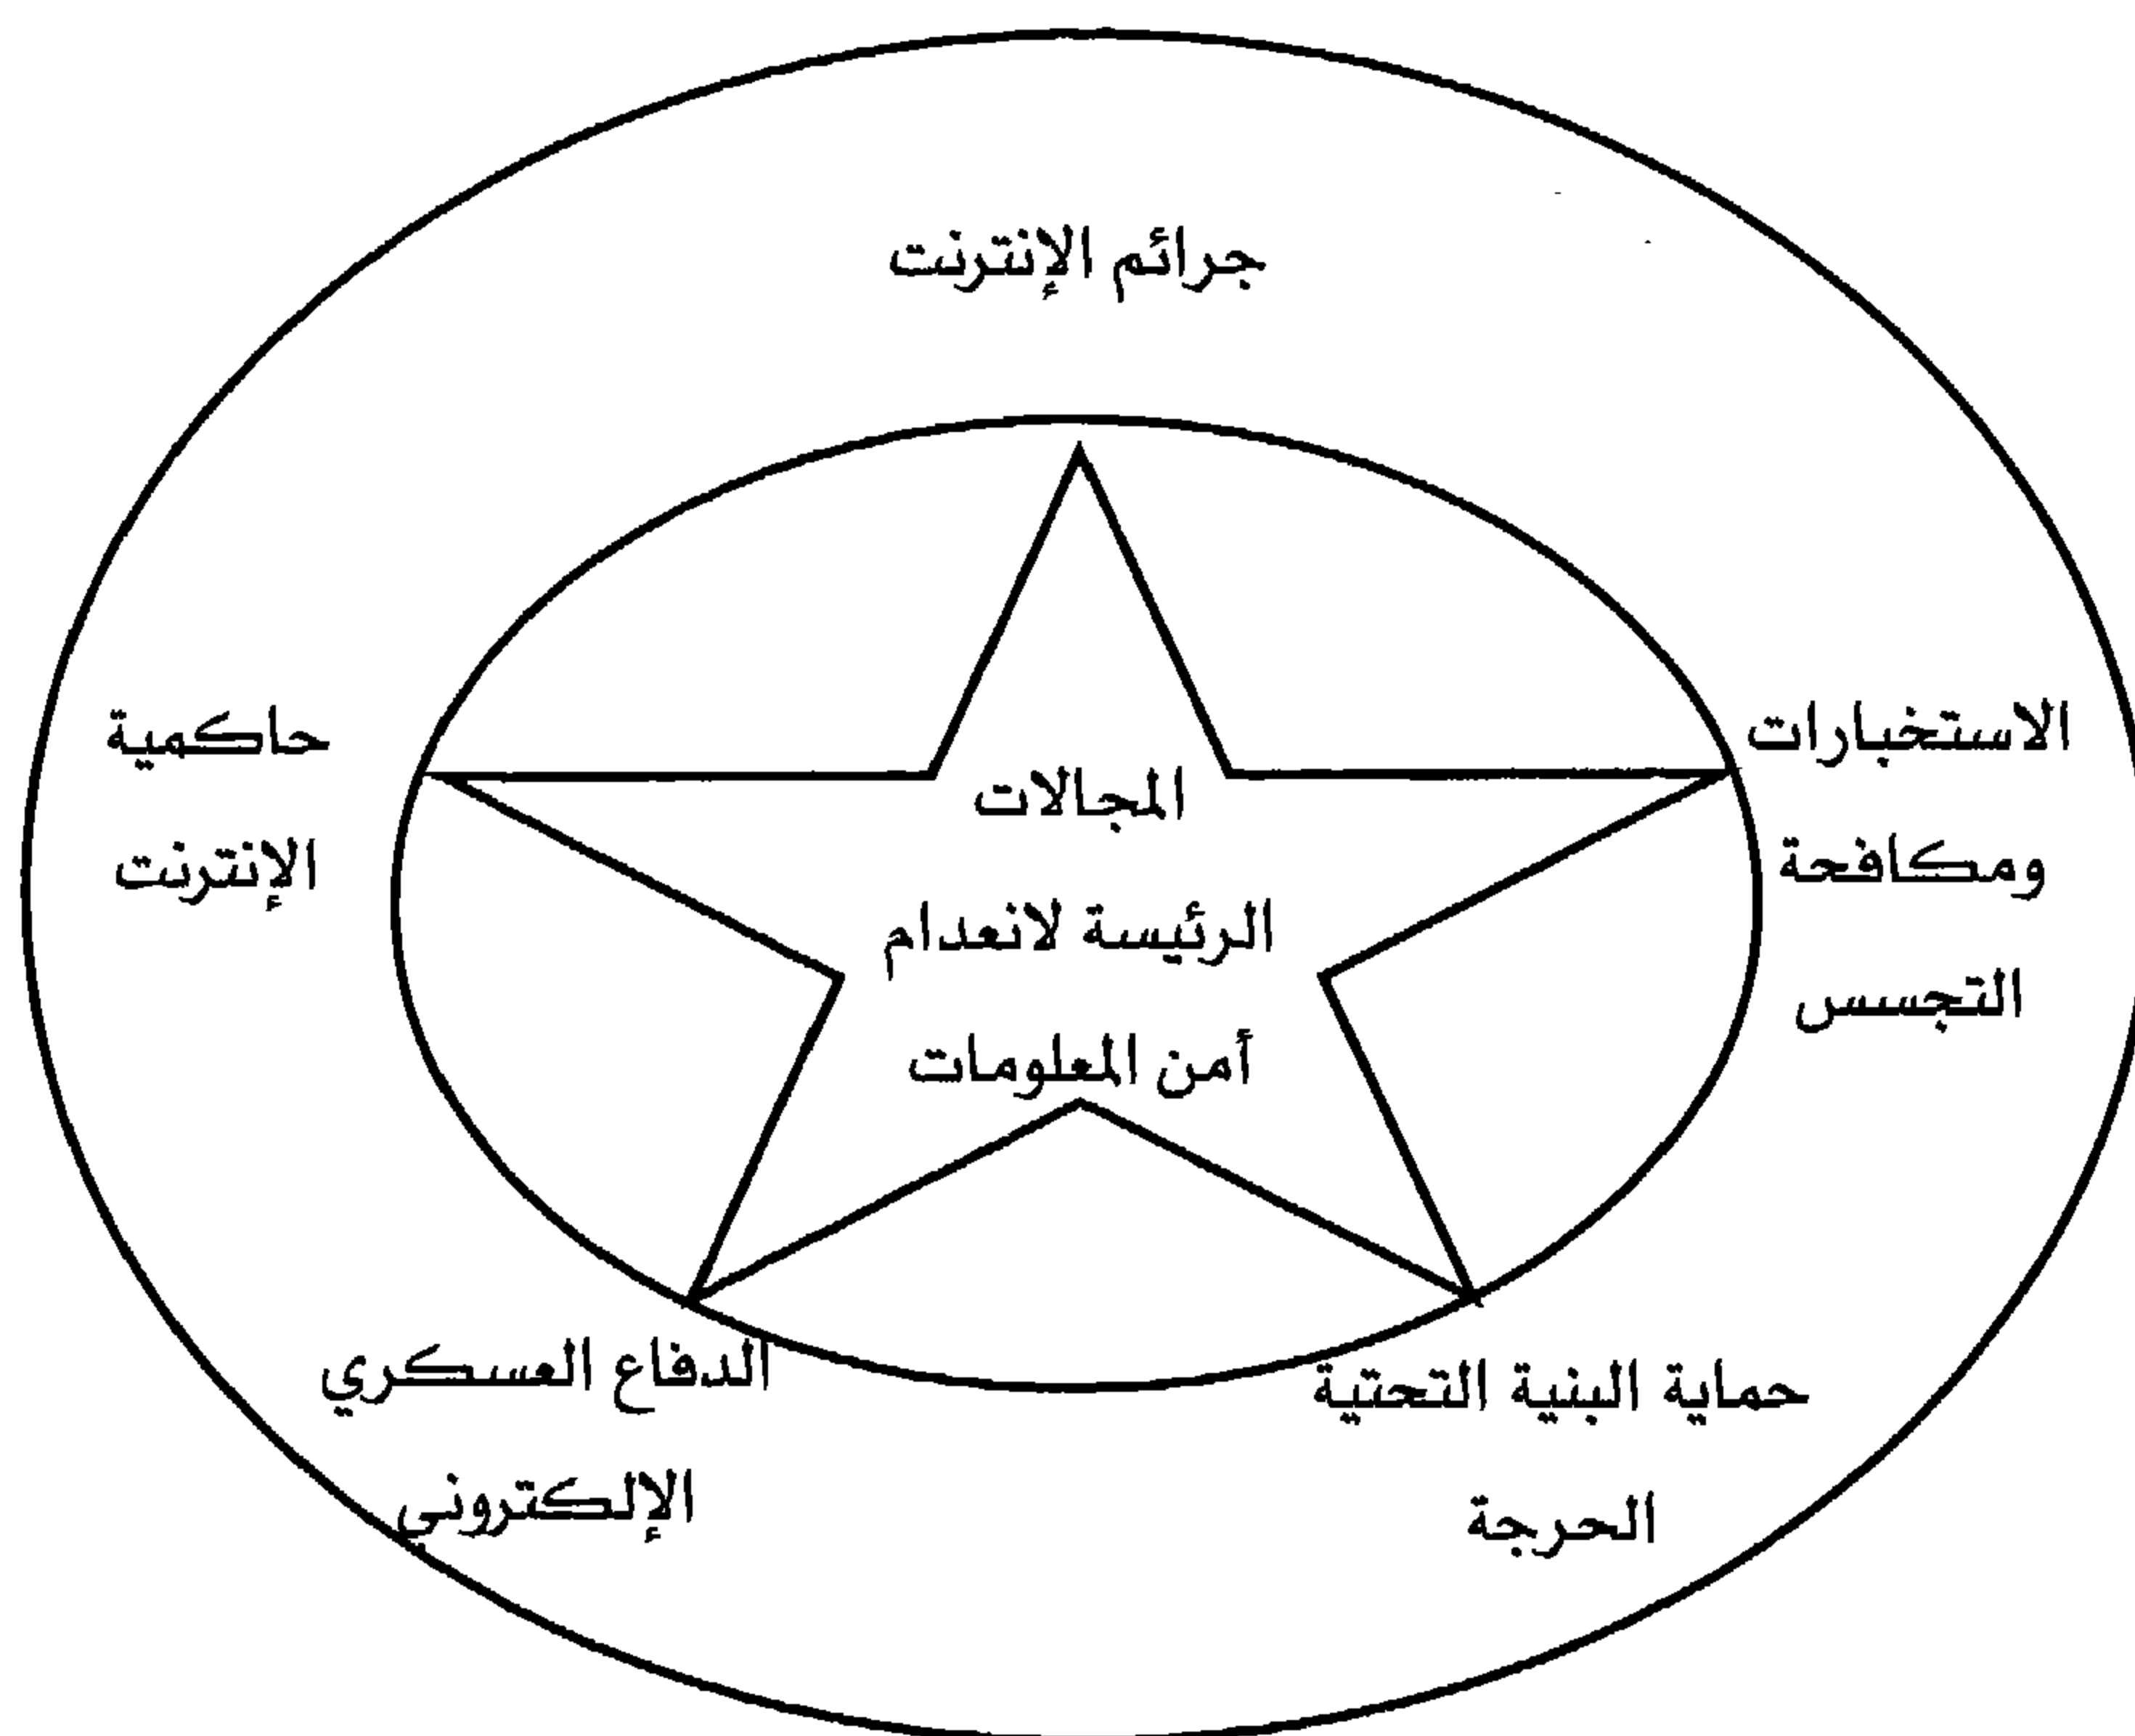 جرائم الإنترنت
الاستخبارات
ومكافحة
التجسس
المجالات
الرئيسة لانعدام
أمن المعلومات
حاكمية
الإنترنت
حماية البنية التحتية
الحرجة
الدفاع العسكري
الإلكتروني